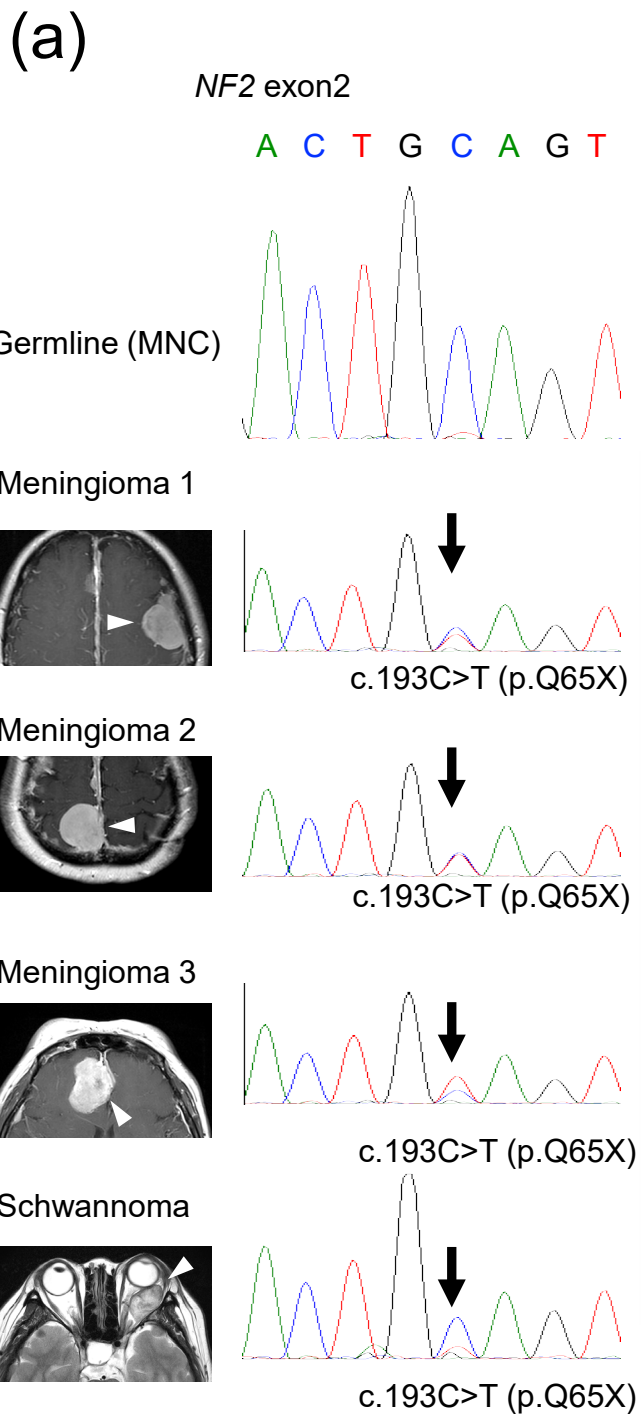 (a)
NF2 exon2
A C T G C A G T
Germline (MNC)
Meningioma 1
c.193C>T (p.Q65X)
Meningioma 2
c.193C>T (p.Q65X)
Meningioma 3
c.193C>T (p.Q65X)
Schwannoma
c.193C>T (p.Q65X)